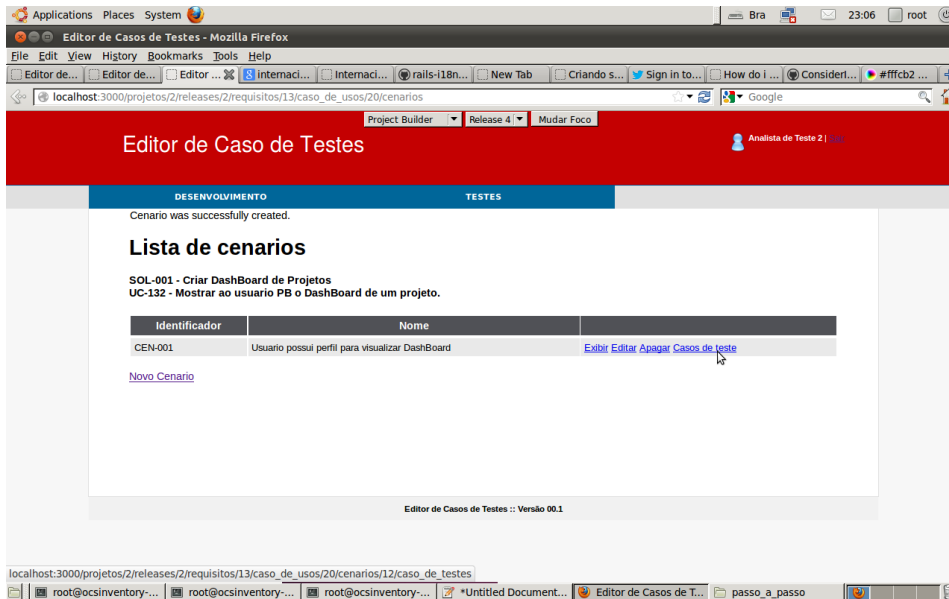 Applications Places System Bra 23:06 root
Editor de Casos de Testes - Mozilla Firefox
File Edit View History Bookmarks Tools Help
Editor de... Editor de... Editor ... internaci... Internaci... rails-i18n... New Tab Criando s... Sign in to... How do i ... ConsiderI... #fffcb2 ...
localhost:3000/projetos/2/releases/2/requisitos/13/caso_de_usos/20/cenarios Google
Project Builder Release 4 Mudar Foco
Editor de Caso de Testes
Analista de Teste 2 |
DESENVOLVIMENTO TESTES
Cenario was successfully created.
Lista de cenarios
SOL-001 - Criar DashBoard de Projetos
UC-132 - Mostrar ao usuario PB o DashBoard de um projeto.
Identificador Nome
CEN-001 Usuario possui perfil para visualizar DashBoard Exibir Editar Apagar Casos de teste
Novo Cenario
Editor de Casos de Testes :: Versão 00.1
localhost:3000/projetos/2/releases/2/requisitos/13/caso_de_usos/20/cenarios/12/caso_de_testes
root@ocsinventory-... root@ocsinventory-... root@ocsinventory-... *Untitled Document... Editor de Casos de T... passo_a_passo